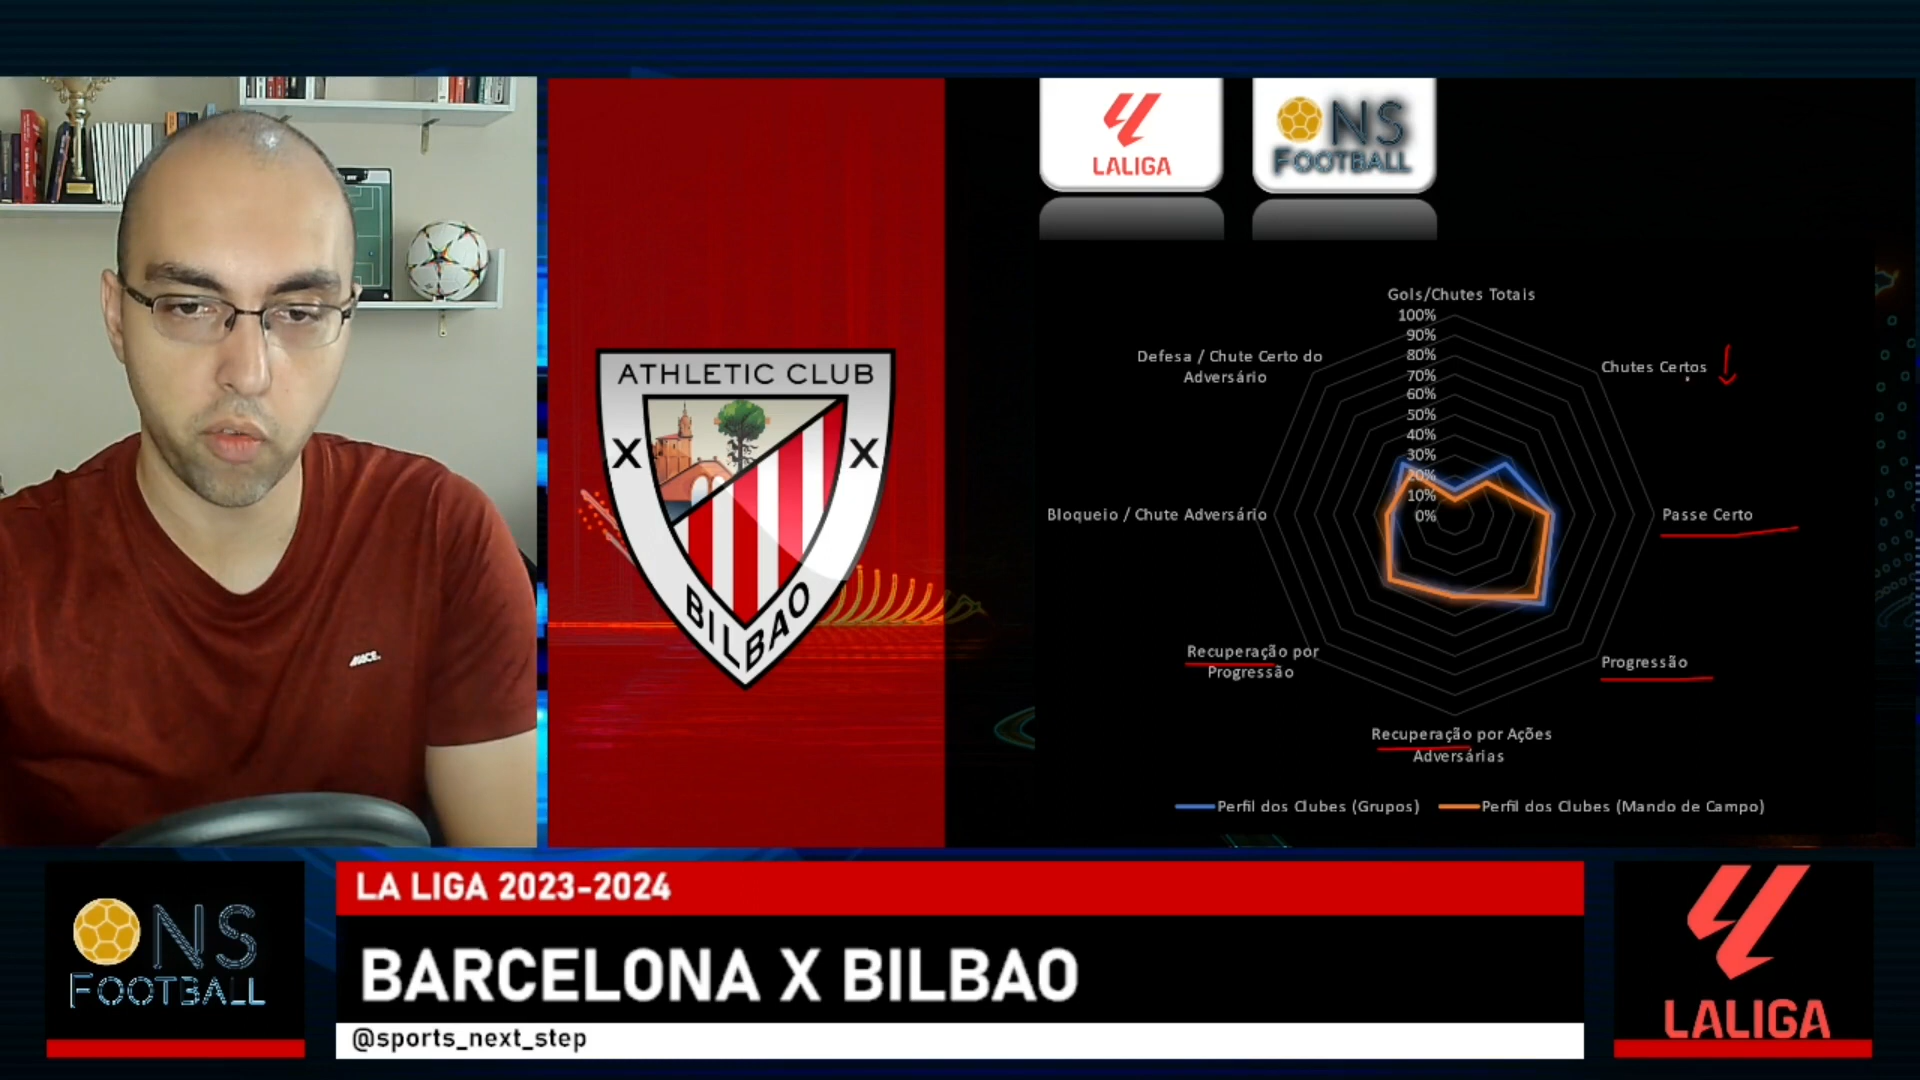 LALIGA
NS
FOOTBALL
Gols/Chutes Totais
100%
90%
80%
70%
60%
50%
40%
30%
20%
10%
0%
Defesa / Chute Certo do
Adversário
Chutes Certos
Bloqueio / Chute Adversário
Passe Certo
Recuperação por
Progressão
Progressão
Recuperação por Ações
Adversárias
Perfil dos Clubes (Grupos)
Perfil dos Clubes (Mando de Campo)
ATHLETIC CLUB
X
X
BILBAO
NS
FOOTBALL
LA LIGA 2023-2024
BARCELONA X BILBAO
@sports_next_step
LALIGA